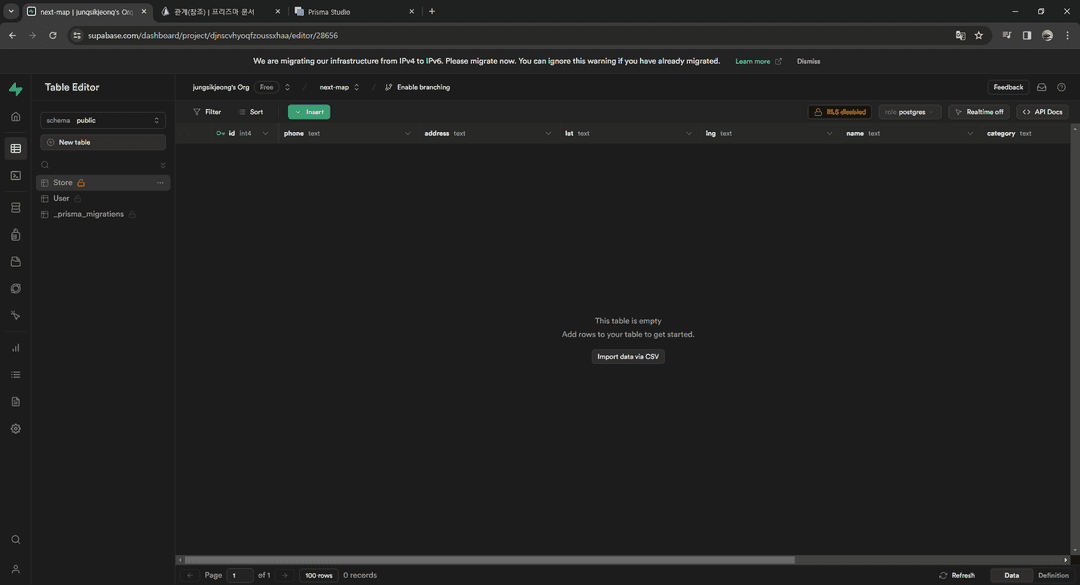 next-map | jungsikjeong's Org
관계(참조) | 프리즈마 문서
Prisma Studio
supabase.com/dashboard/project/djnscvhyoqfzoussxhaa/editor/28656
We are migrating our infrastructure from IPv4 to IPv6. Please migrate now. You can ignore this warning if you have already migrated.
Learn more
Dismiss
Table Editor
jungsikjeong's Org
Free
next-map
Enable branching
Feedback
schema public
New table
Store
User
_prisma_migrations
Filter
Sort
Insert
RLS disabled
role postgres
Realtime off
API Docs
id int4
phone text
address text
lat text
lng text
name text
category text
This table is empty
Add rows to your table to get started.
Import data via CSV
Page 1 of 1
100 rows
0 records
Refresh
Data
Definition